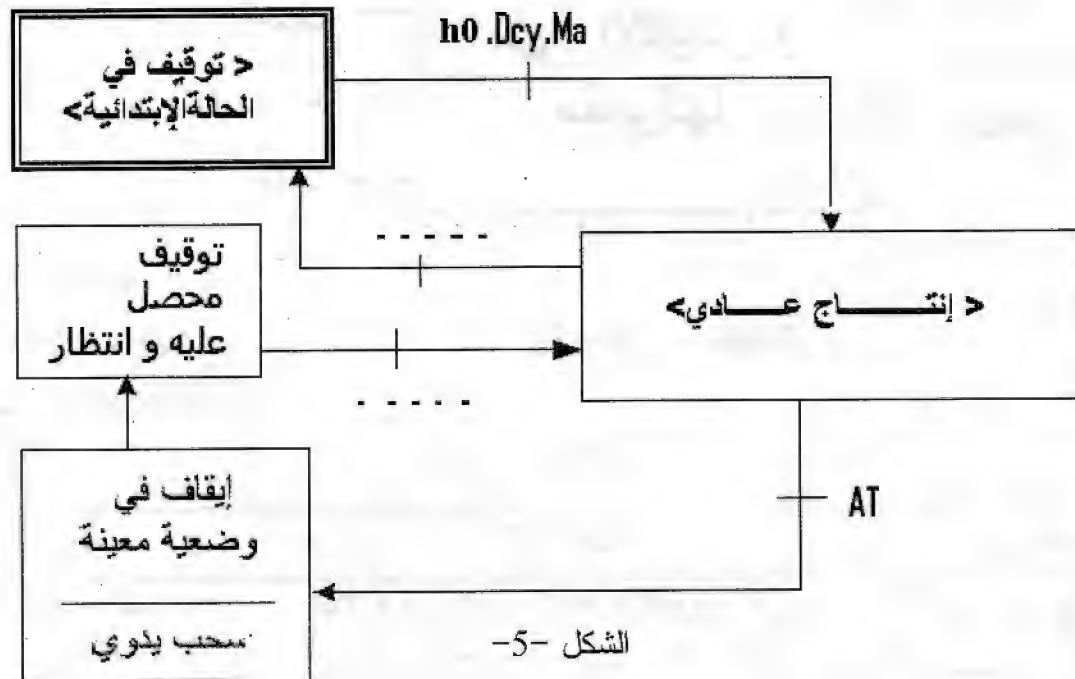 h0 .Dcy.Ma
< توقيف في
الحالة الإبتدائية>
- - - - -
توقيف
محصل
عليه و انتظار
< إنتـــــاج عـــــادي>
- - - - -
AT
إيقاف في
وضعية معينة
سحب يدوي
الشكل -5-